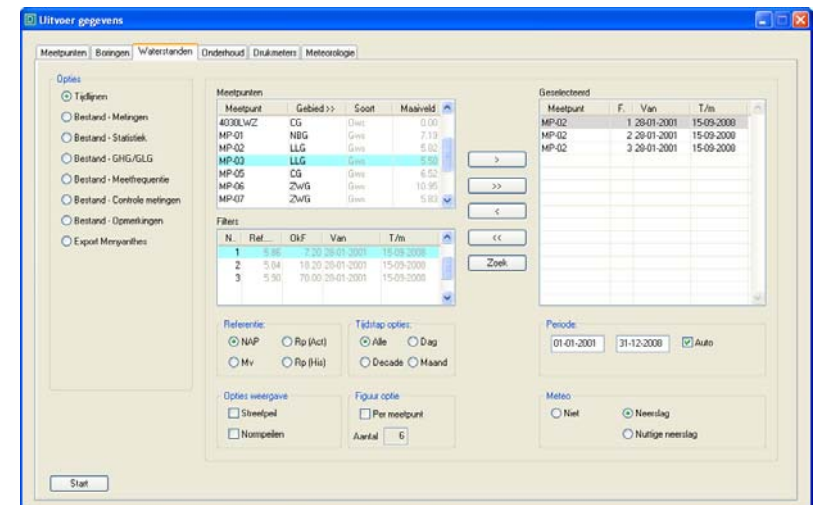 Uitvoer gegevens
Meetpunten Boringen Waterstanden Onderhoud Drukmeters Meteorologie
Opties
Tijdlijnen
Bestand - Metingen
Bestand - Statistiek
Bestand - GHG/GLG
Bestand - Meetfrequentie
Bestand - Controle metingen
Bestand - Opmerkingen
Export Menyanthes
Meetpunten
Meetpunt Gebied >> Soort Maaiveld
4038LWZ CG Owc 0.00
MP-01 NBG Gws 7.19
MP-02 LLG Gws 5.02
MP-03 LLG Gws 5.50
MP-05 CG Gws 6.52
MP-06 ZWG Gws 10.95
MP-07 ZWG Gws 5.83
Filters
N.. Ref.... OkF Van T/m
1 5.86 7.20 28-01-2001 15-09-2008
2 5.84 18.20 28-01-2001 15-09-2008
3 5.90 70.00 28-01-2001 15-09-2008
>
>>
<
<<
Zoek
Geselecteerd
Meetpunt F. Van T/m
MP-02 1 28-01-2001 15-09-2008
MP-02 2 28-01-2001 15-09-2008
MP-02 3 28-01-2001 15-09-2008
Referentie:
NAP Rp (Act)
Mv Rp (His)
Tijdstap opties:
Alle Dag
Decade Maand
Periode:
01-01-2001 31-12-2008 Auto
Opties weergave
Streefpeil
Normpeilen
Figuur optie
Per meetpunt
Aantal 6
Meteo
Niet Neerslag
Nuttige neerslag
Start